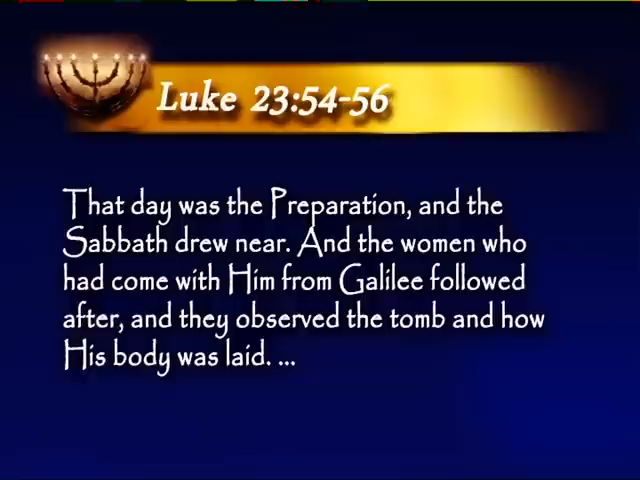 Luke 23:54-56
That day was the Preparation, and the
Sabbath drew near. And the women who
had come with Him from Galilee followed
after, and they observed the tomb and how
His body was laid. ...